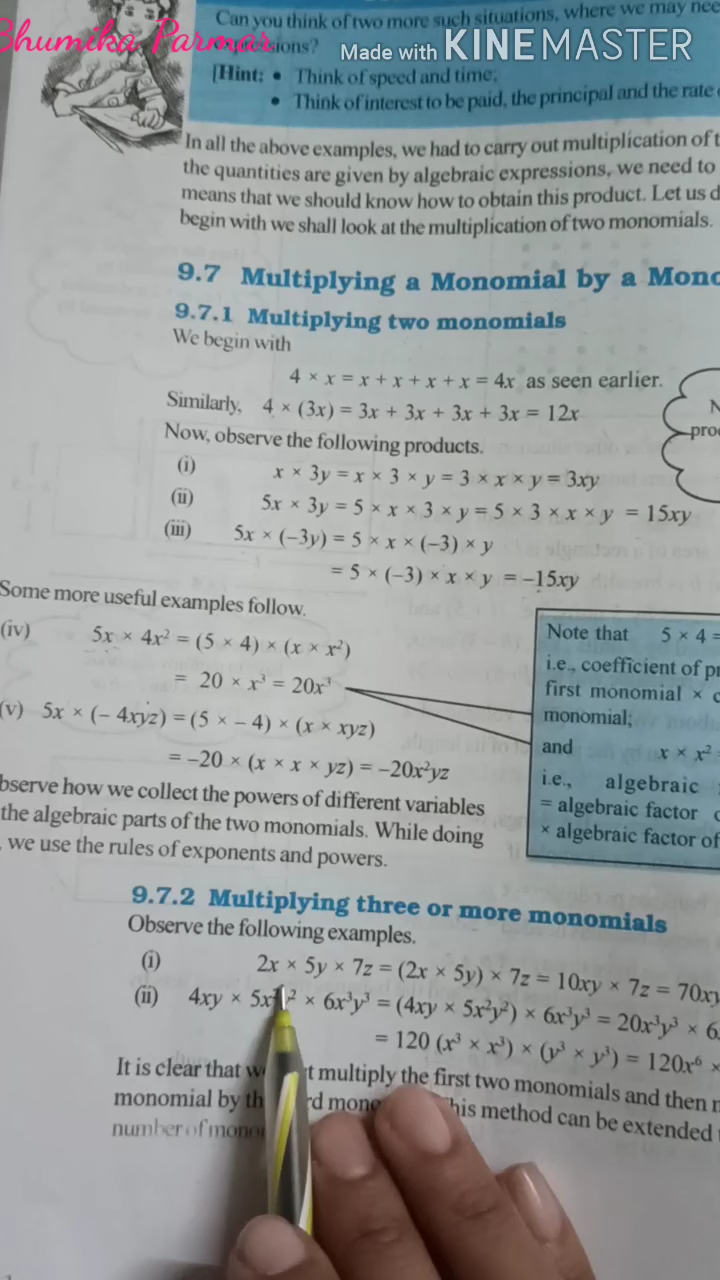 Can you think of two more such situations, where we may nee
Bhumika Parmar sions? Made with KINEMASTER
[Hint: • Think of speed and time;
• Think of interest to be paid, the principal and the rate
In all the above examples, we had to carry out multiplication of t
the quantities are given by algebraic expressions, we need to
means that we should know how to obtain this product. Let us d
begin with we shall look at the multiplication of two monomials.
9.7 Multiplying a Monomial by a Mono
9.7.1 Multiplying two monomials
We begin with
4 × x = x + x + x + x = 4x as seen earlier.
Similarly, 4 × (3x) = 3x + 3x + 3x + 3x = 12x
N
Now, observe the following products.
pro
(i) x × 3y = x × 3 × y = 3 × x × y = 3xy
(ii) 5x × 3y = 5 × x × 3 × y = 5 × 3 × x × y = 15xy
(iii) 5x × (−3y) = 5 × x × (−3) × y
= 5 × (−3) × x × y = −15xy
Some more useful examples follow.
(iv) 5x × 4x² = (5 × 4) × (x × x²)
= 20 × x³ = 20x³
(v) 5x × (− 4xyz) = (5 × − 4) × (x × xyz)
= −20 × (x × x × yz) = −20x²yz
Note that 5 × 4 =
i.e., coefficient of pr
first monomial × c
monomial;
and x × x² =
i.e., algebraic
= algebraic factor
× algebraic factor of
bserve how we collect the powers of different variables
the algebraic parts of the two monomials. While doing
, we use the rules of exponents and powers.
9.7.2 Multiplying three or more monomials
Observe the following examples.
(i) 2x × 5y × 7z = (2x × 5y) × 7z = 10xy × 7z = 70xy
(ii) 4xy × 5x² ² × 6x³y³ = (4xy × 5x²y²) × 6x³y³ = 20x³y³ × 6
= 120 (x³ × x³) × (y³ × y³) = 120x⁶ ×
It is clear that w t multiply the first two monomials and then
monomial by th rd mono his method can be extended
number of mono